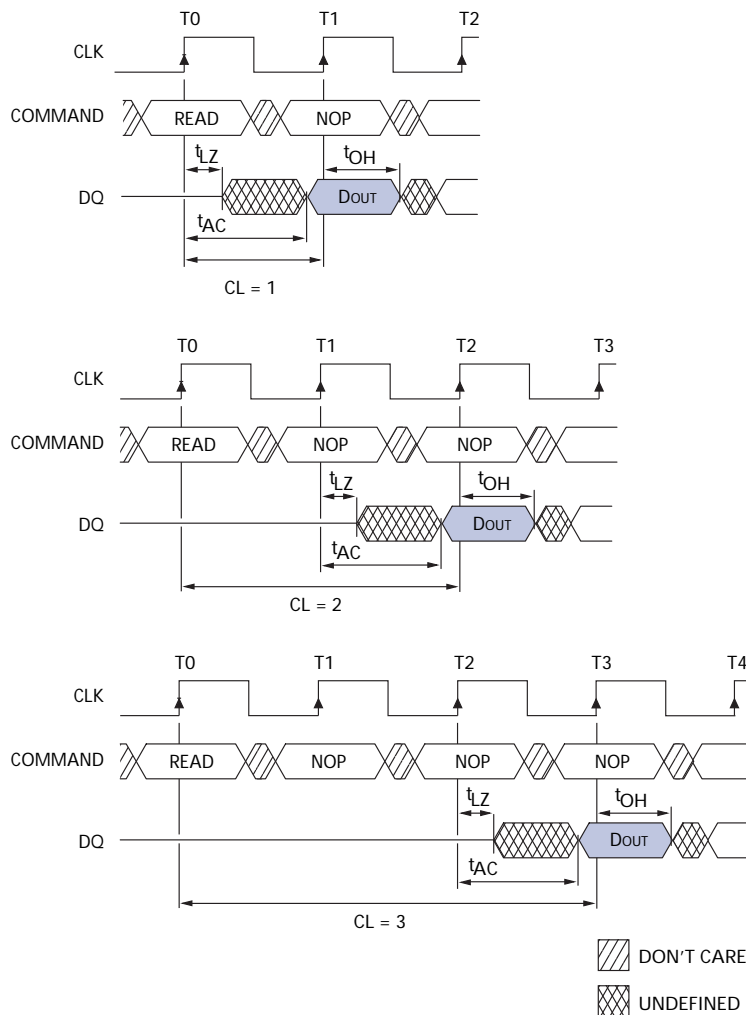 T0 T1 T2
CLK
COMMAND READ NOP
tLZ tOH
DQ DOUT
tAC
CL = 1
T0 T1 T2 T3
CLK
COMMAND READ NOP NOP
tLZ tOH
DQ DOUT
tAC
CL = 2
T0 T1 T2 T3 T4
CLK
COMMAND READ NOP NOP NOP
tLZ tOH
DQ DOUT
tAC
CL = 3
DON'T CARE
UNDEFINED